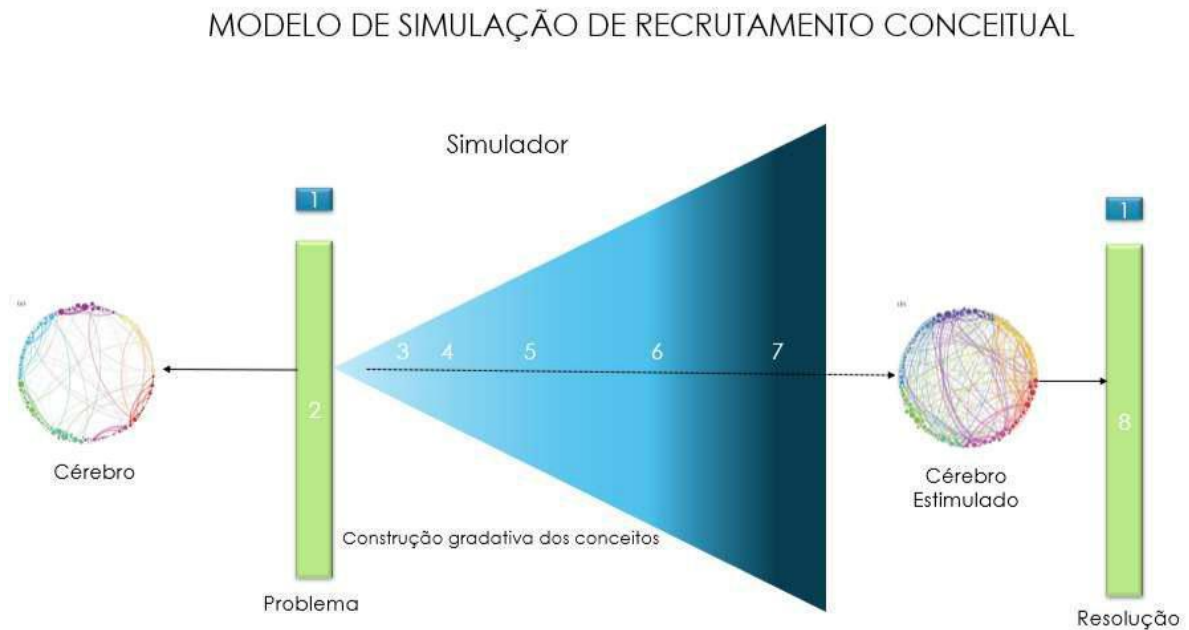 MODELO DE SIMULAÇÃO DE RECRUTAMENTO CONCEITUAL
Simulador
1
1
3 4 5 6 7
2
8
Cérebro
Cérebro
Estimulado
Construção gradativa dos conceitos
Problema
Resolução